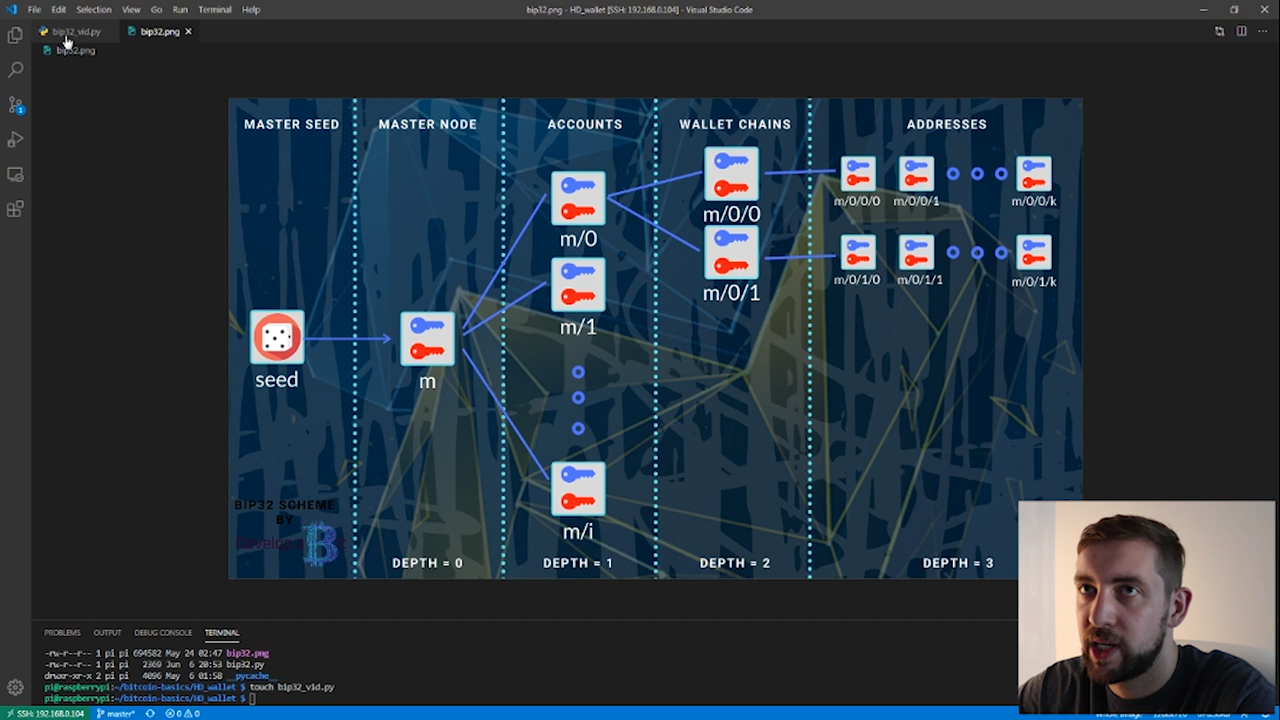 File Edit Selection View Go Run Terminal Help
bip32.png - HD_wallet [SSH: 192.168.0.104] - Visual Studio Code
bip32_vid.py
bip32.png
bip32.png
MASTER SEED
MASTER NODE
ACCOUNTS
WALLET CHAINS
ADDRESSES
m/0/0/0
m/0/0/1
m/0/0/k
m/0/0
m/0
m/0/1/0
m/0/1/1
m/0/1/k
m/0/1
m/1
seed
m
m/i
BIP32 SCHEME
BY
DEPTH = 0
DEPTH = 1
DEPTH = 2
DEPTH = 3
PROBLEMS OUTPUT DEBUG CONSOLE TERMINAL
-rw-r--r-- 1 pi pi 694582 May 24 02:47 bip32.png
-rw-r--r-- 1 pi pi 2369 Jun 6 20:53 bip32.py
drwxr-xr-x 2 pi pi 4096 May 6 01:58 __pycache__
pi@raspberrypi:~/bitcoin-basics/HD_wallet $ touch bip32_vid.py
pi@raspberrypi:~/bitcoin-basics/HD_wallet $
SSH: 192.168.0.104 master* 0 0